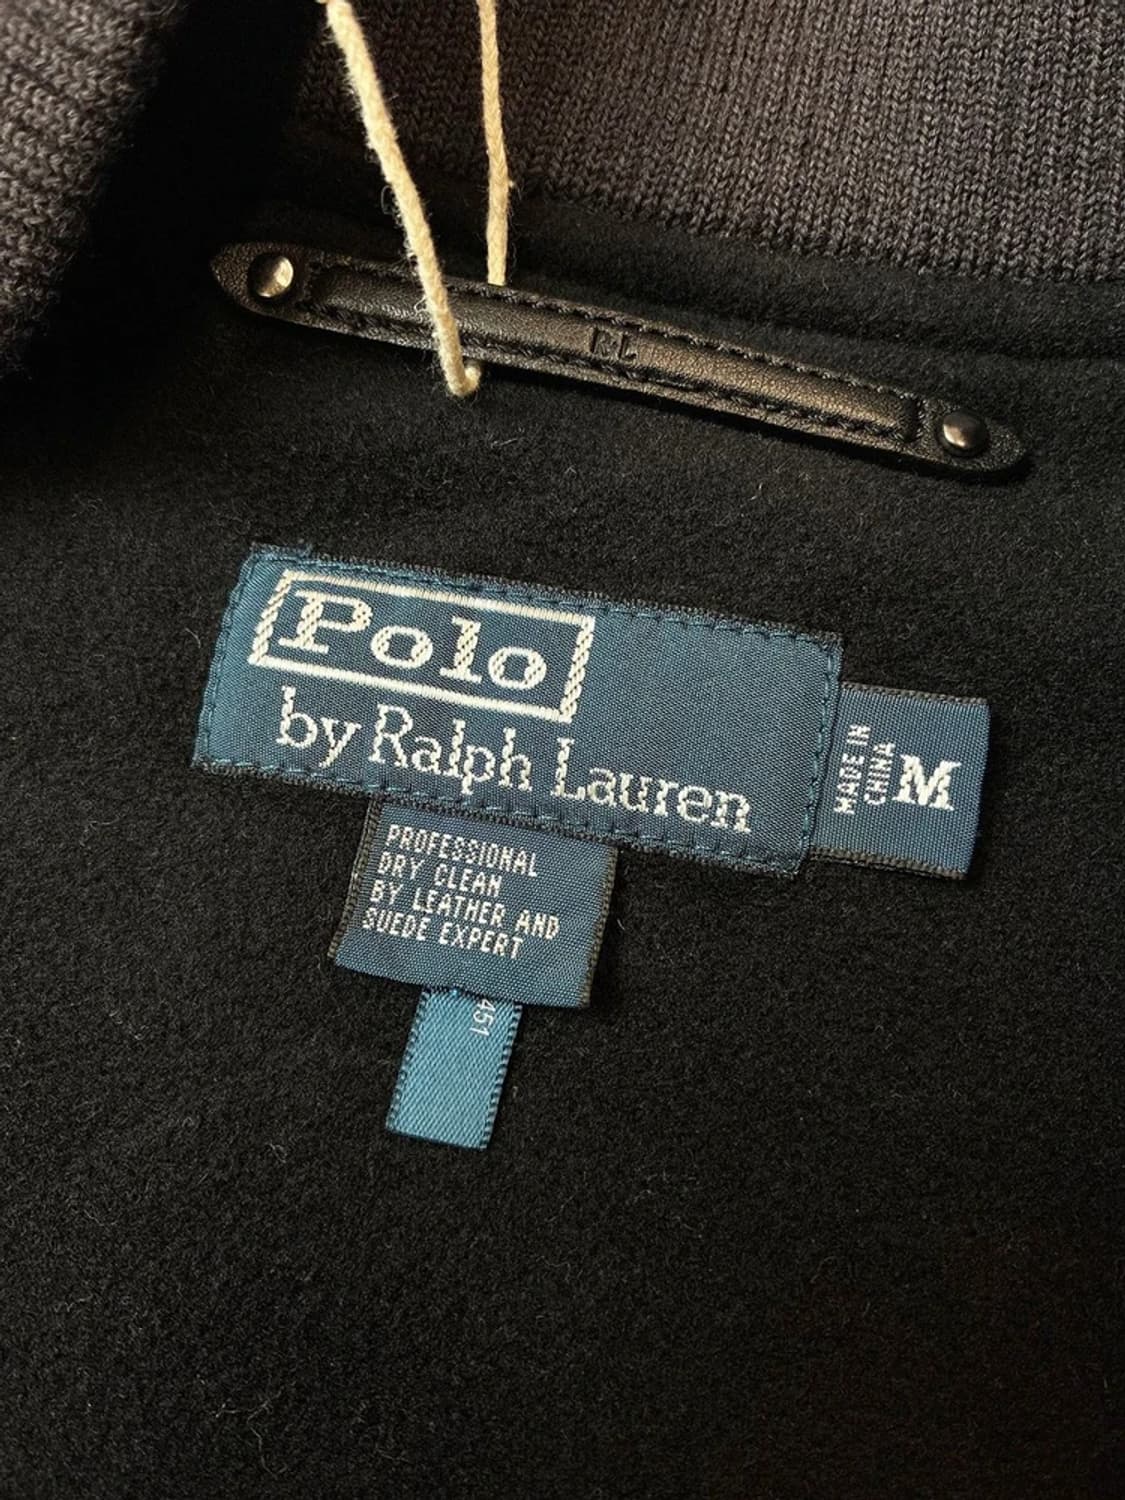 RL
Polo
by Ralph Lauren
MADE IN
CHINA
M
PROFESSIONAL
DRY CLEAN
BY LEATHER AND
SUEDE EXPERT
451